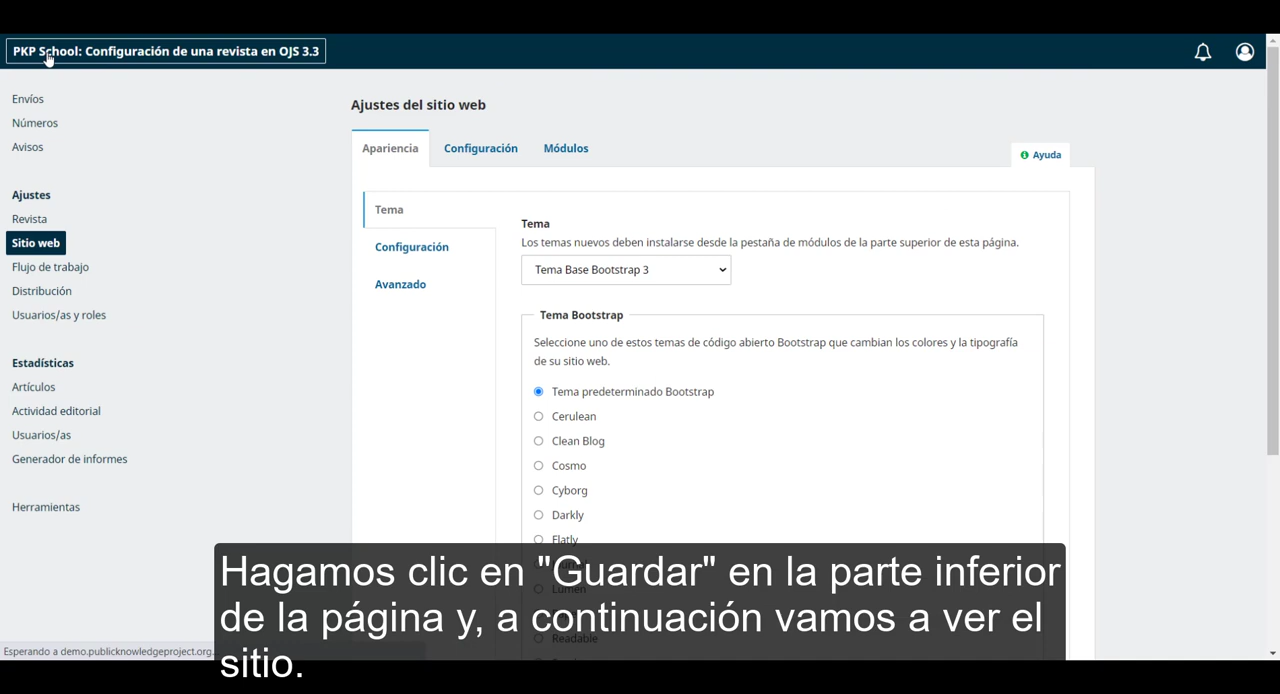 PKP School: Configuración de una revista en OJS 3.3
Envíos
Números
Avisos
Ajustes
Revista
Sitio web
Flujo de trabajo
Distribución
Usuarios/as y roles
Estadísticas
Artículos
Actividad editorial
Usuarios/as
Generador de informes
Herramientas
Ajustes del sitio web
Apariencia
Configuración
Módulos
Ayuda
Tema
Configuración
Avanzado
Tema
Los temas nuevos deben instalarse desde la pestaña de módulos de la parte superior de esta página.
Tema Base Bootstrap 3
Tema Bootstrap
Seleccione uno de estos temas de código abierto Bootstrap que cambian los colores y la tipografía
de su sitio web.
Tema predeterminado Bootstrap
Cerulean
Clean Blog
Cosmo
Cyborg
Darkly
Flatly
Lumen
Readable
Hagamos clic en "Guardar" en la parte inferior
de la página y, a continuación vamos a ver el
sitio.
Esperando a demo.publicknowledgeproject.org